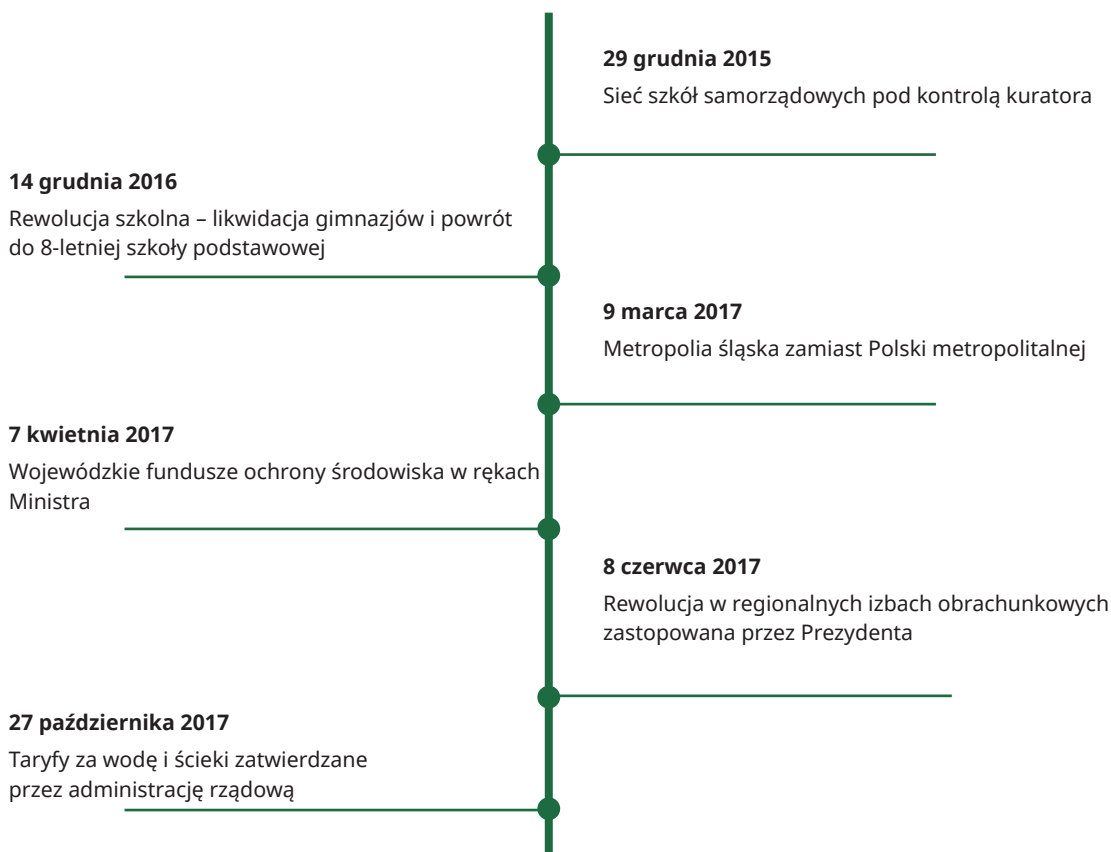 29 grudnia 2015
Sieć szkół samorządowych pod kontrolą kuratora
14 grudnia 2016
Rewolucja szkolna – likwidacja gimnazjów i powrót
do 8-letniej szkoły podstawowej
9 marca 2017
Metropolia śląska zamiast Polski metropolitalnej
7 kwietnia 2017
Wojewódzkie fundusze ochrony środowiska w rękach
Ministra
8 czerwca 2017
Rewolucja w regionalnych izbach obrachunkowych
zastopowana przez Prezydenta
27 października 2017
Taryfy za wodę i ścieki zatwierdzane
przez administrację rządową